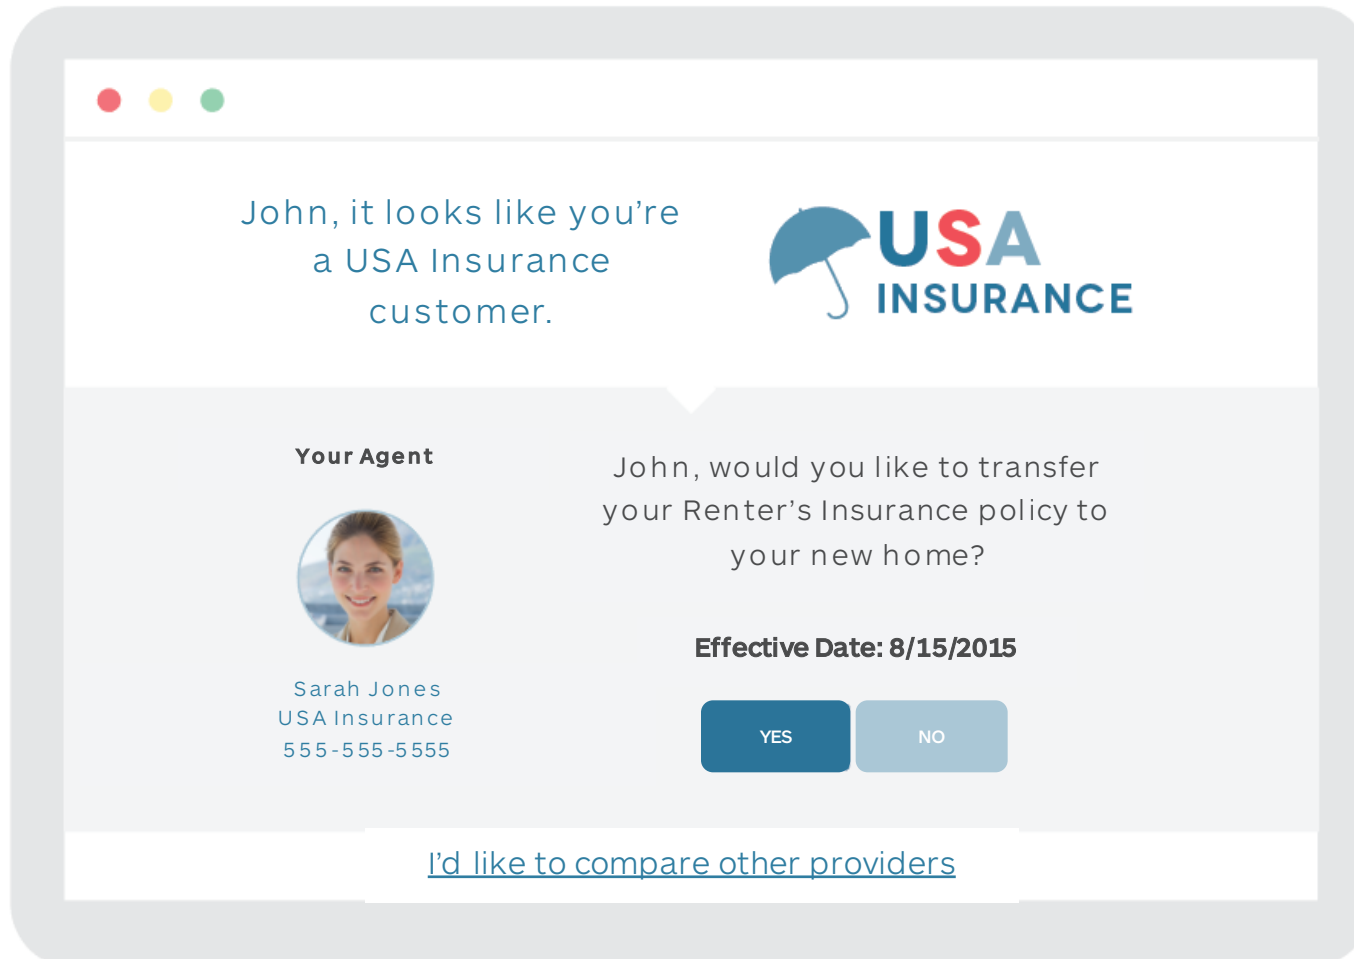 John, it looks like you’re
a USA Insurance
customer.
USA
INSURANCE
Your Agent
Sarah Jones
USA Insurance
555-555-5555
John, would you like to transfer
your Renter’s Insurance policy to
your new home?
Effective Date: 8/15/2015
YES NO
I’d like to compare other providers